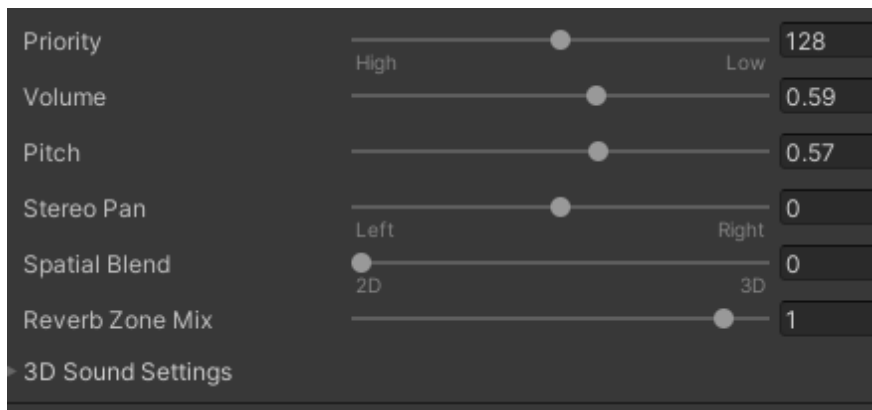 Priority 128
High Low
Volume 0.59
Pitch 0.57
Stereo Pan 0
Left Right
Spatial Blend 0
2D 3D
Reverb Zone Mix 1
3D Sound Settings